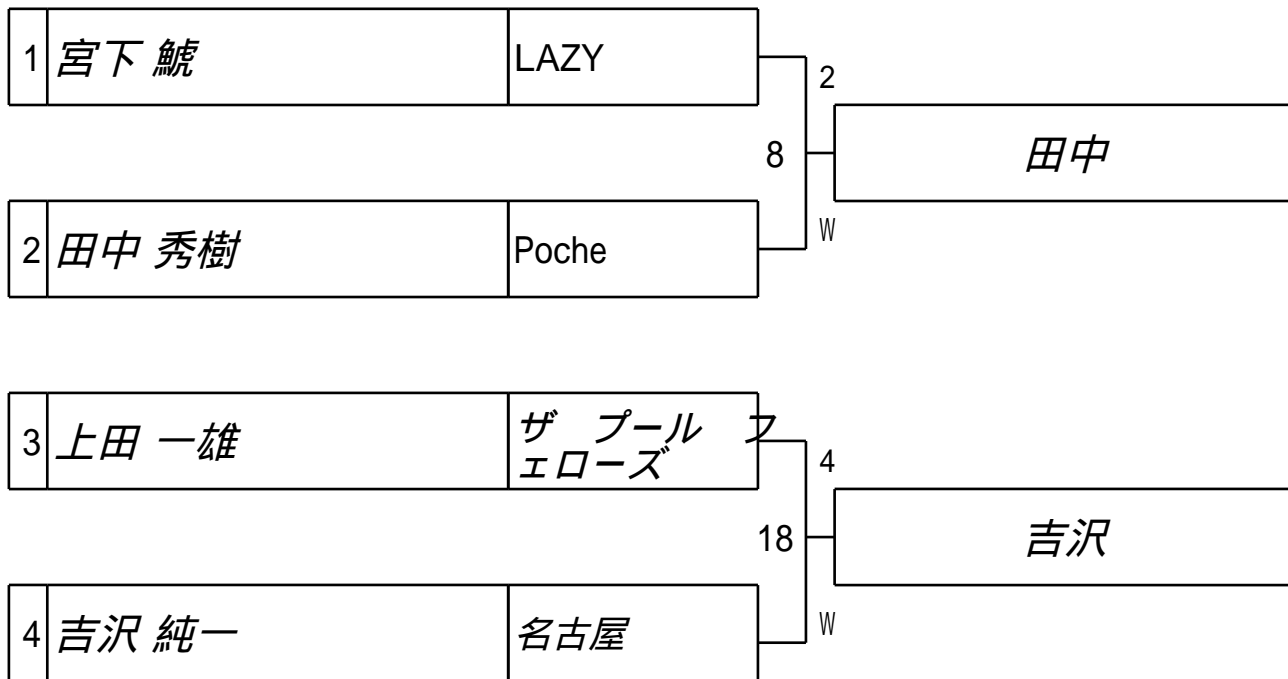 1 宮下 鯱 LAZY
2
8 田中
2 田中 秀樹 Poche
W
3 上田 一雄 ザ プール フ
ェローズ
4
18 吉沢
4 吉沢 純一 名古屋
W